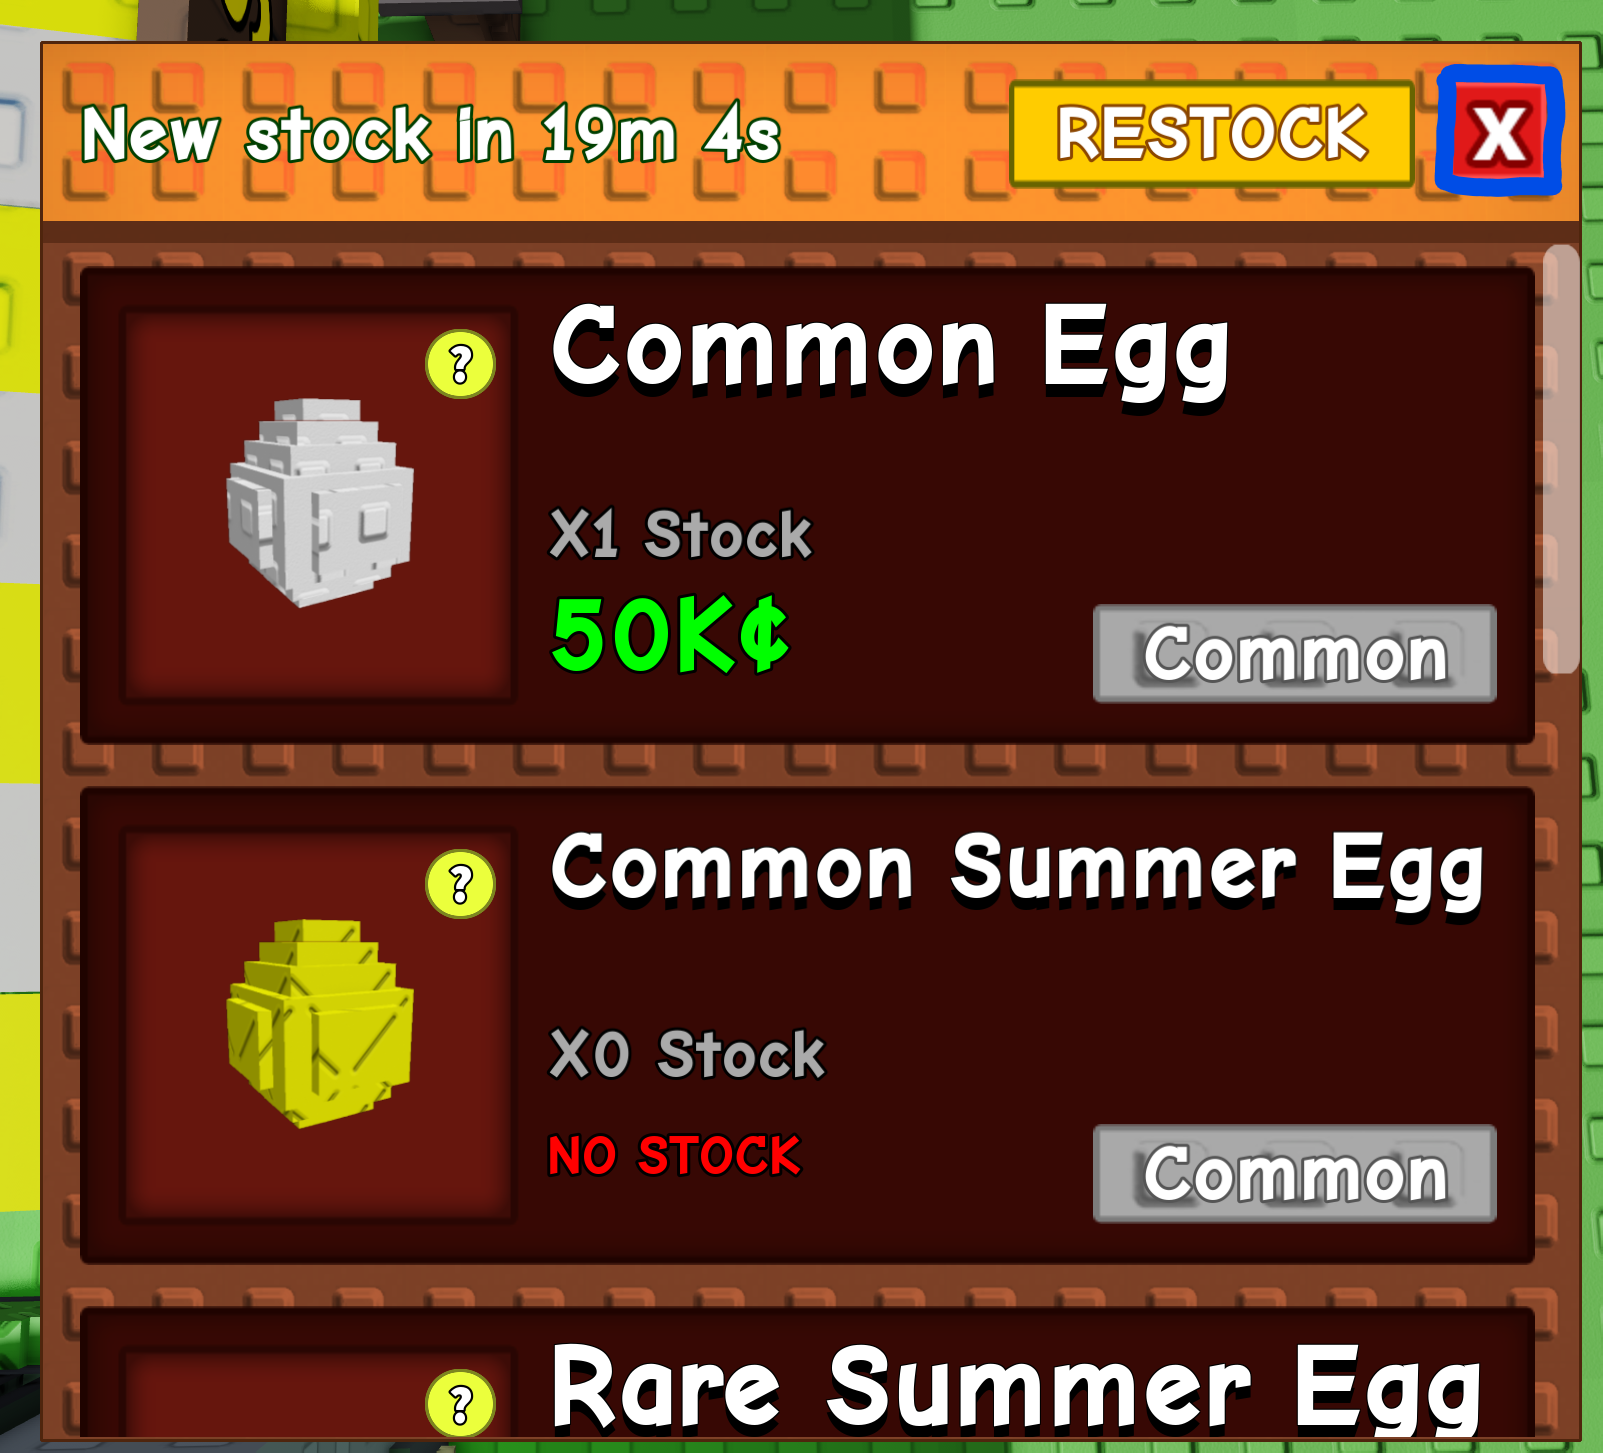 New stock in 19m 4s
RESTOCK
X
Common Egg
?
X1 Stock
50K¢
Common
Common Summer Egg
?
X0 Stock
NO STOCK
Common
Rare Summer Egg
?